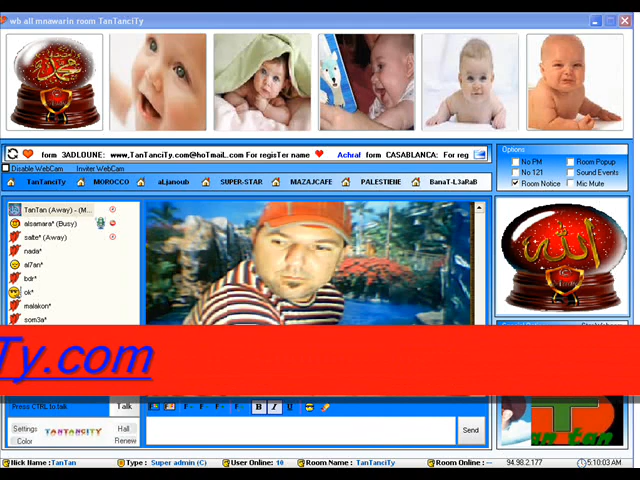 wb all mnawarin room TanTanciTy
محمد
form 3ADLOUNE: www,TanTanciTy.com@hoTmaiL.com For regisTer name Achraf form CASABLANCA: For reg
Disable WebCam Inviter WebCam
TanTanciTy MOROCCO aLjanoub SUPER-STAR MAZAJCAFE PALESTIENE BanaT-L3aRaB
Options
No PM Room Popup
No 121 Sound Events
Room Notice Mic Mute
TanTan (Away) - (M...
alsamara* (Busy)
salte* (Away)
nada*
al7an*
bdr*
ok*
malakon*
som3a*
الله
Ty.com
Press CTRL to talk Talk
B I U
Settings TANTANCITY Hall
Color Renew
Send
Nick Name :TanTan Type : Super admin (C) User Online: 10 Room Name : TanTanciTy Room Online : -- 94.98.2.177 5:10:03 AM